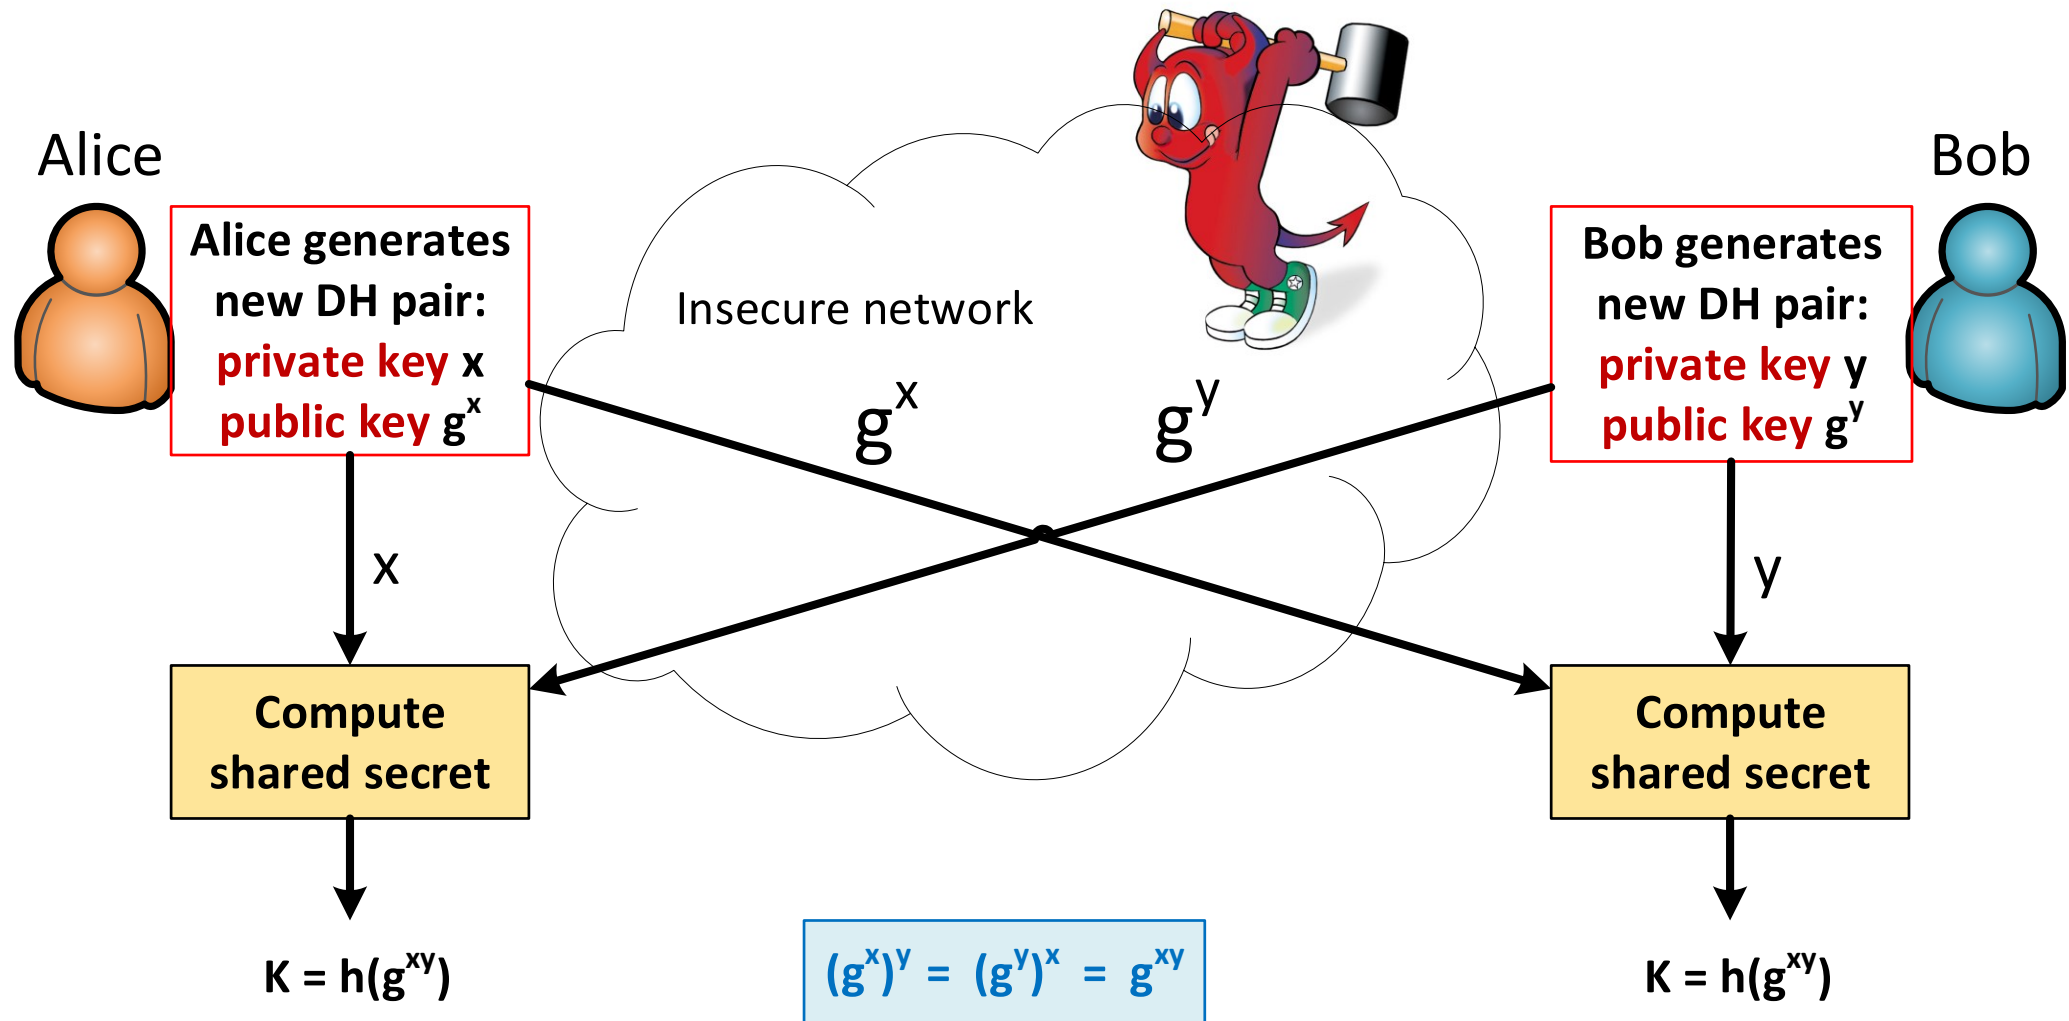 Alice
Bob
Alice generates
new DH pair:
private key x
public key gˣ
Bob generates
new DH pair:
private key y
public key gʸ
Insecure network
gˣ
gʸ
x
y
Compute
shared secret
Compute
shared secret
K = h(gˣʸ)
(gˣ)ʸ = (gʸ)ˣ = gˣʸ
K = h(gˣʸ)